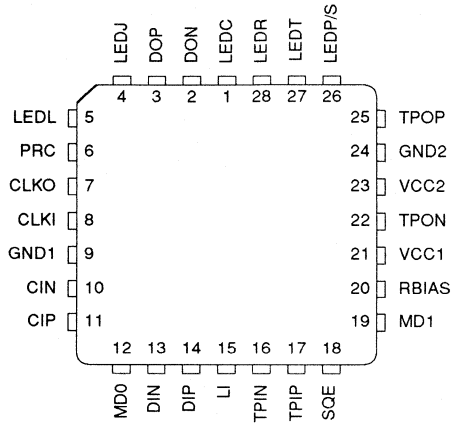 LEDJ DOP DON LEDC LEDR LEDT LEDP/S
4 3 2 1 28 27 26
LEDL 5 25 TPOP
PRC 6 24 GND2
CLKO 7 23 VCC2
CLKI 8 22 TPON
GND1 9 21 VCC1
CIN 10 20 RBIAS
CIP 11 19 MD1
12 13 14 15 16 17 18
MD0 DIN DIP LI TPIN TPIP SQE